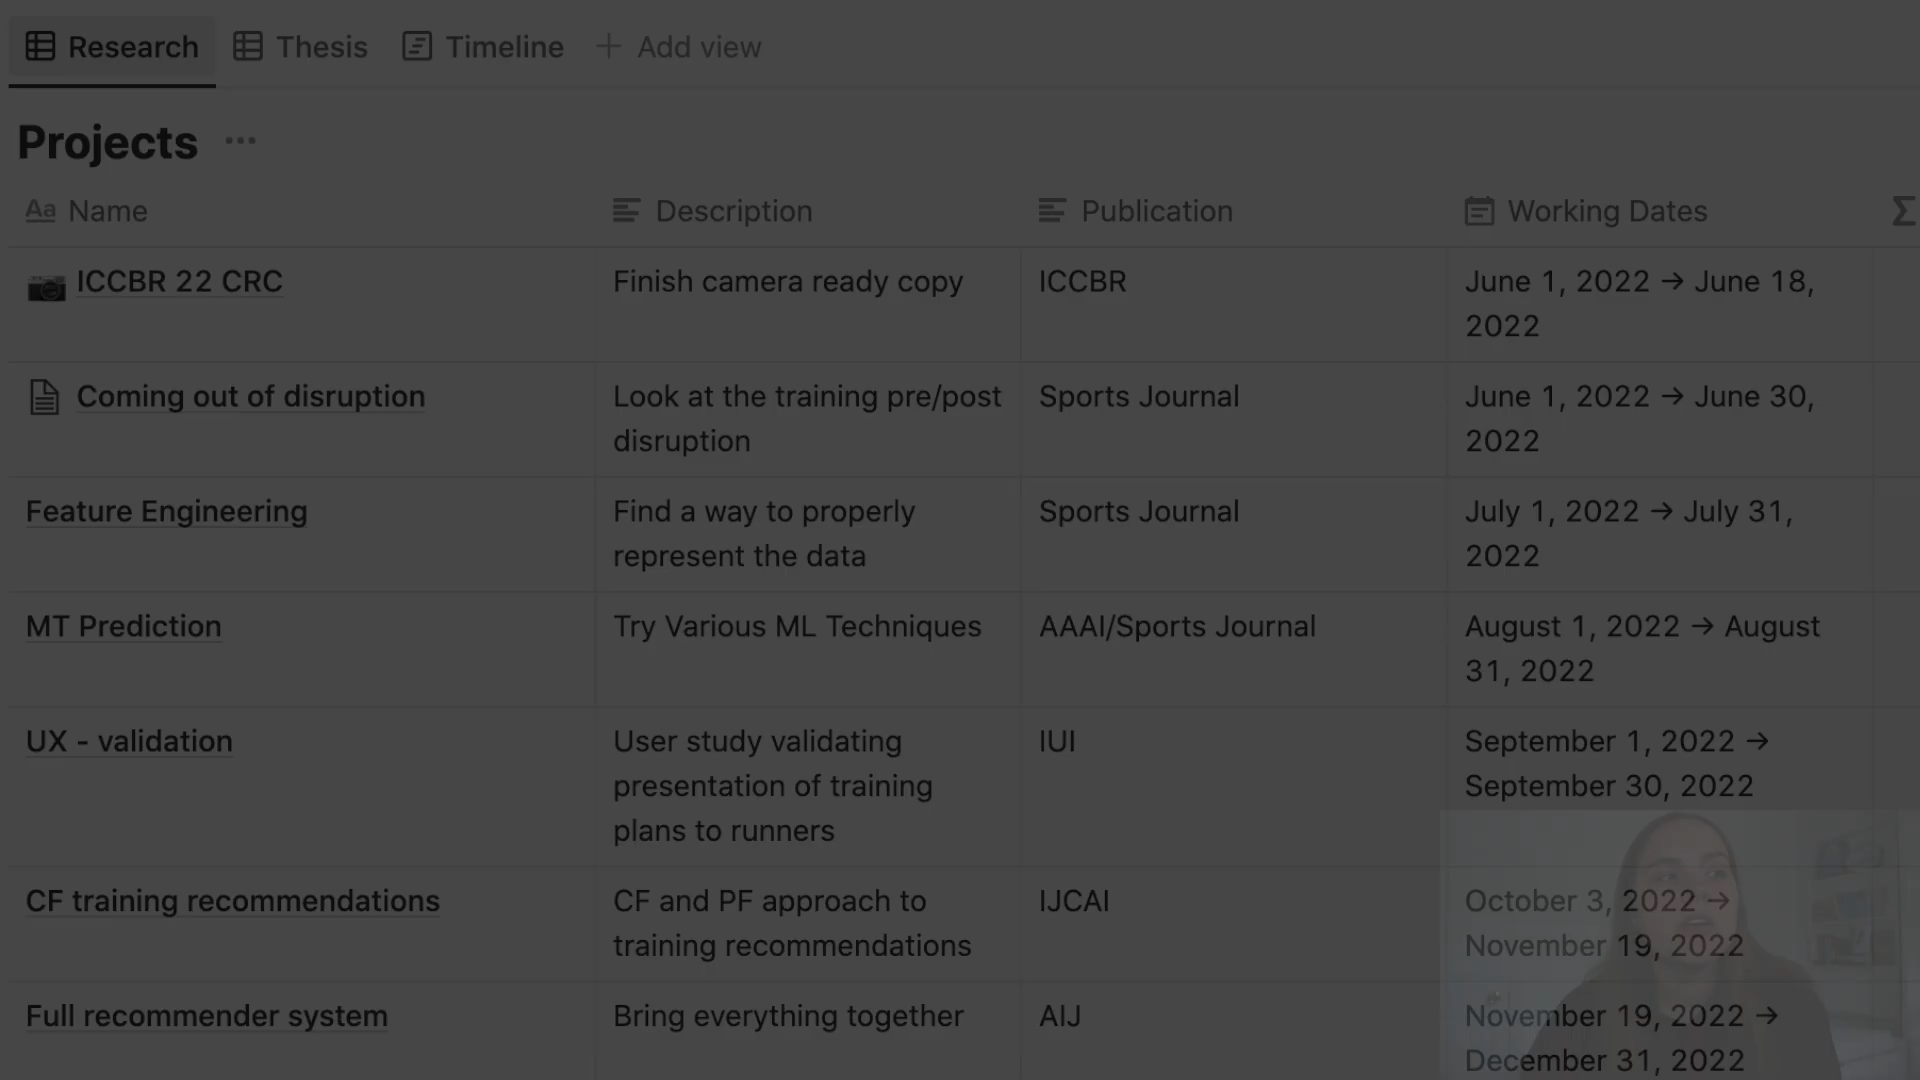 Research Thesis Timeline + Add view
Projects ...
Aa Name Description Publication Working Dates Σ
ICCBR 22 CRC Finish camera ready copy ICCBR June 1, 2022 → June 18,
2022
Coming out of disruption Look at the training pre/post Sports Journal June 1, 2022 → June 30,
disruption 2022
Feature Engineering Find a way to properly Sports Journal July 1, 2022 → July 31,
represent the data 2022
MT Prediction Try Various ML Techniques AAAI/Sports Journal August 1, 2022 → August
31, 2022
UX - validation User study validating IUI September 1, 2022 →
presentation of training September 30, 2022
plans to runners
CF training recommendations CF and PF approach to IJCAI October 3, 2022 →
training recommendations November 19, 2022
Full recommender system Bring everything together AIJ November 19, 2022 →
December 31, 2022